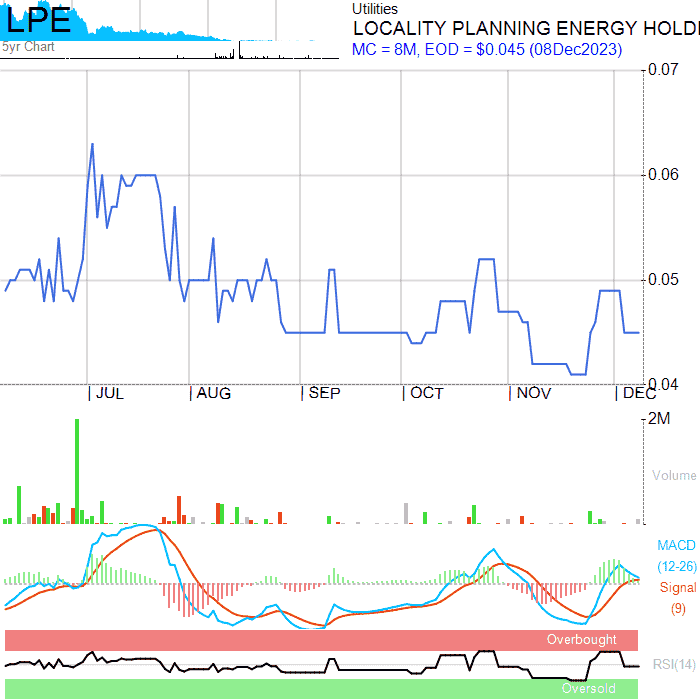 LPE
5yr Chart
Utilities
LOCALITY PLANNING ENERGY HOLDI
MC = 8M, EOD = $0.045 (08Dec2023)
0.07
0.06
0.05
0.04
JUL AUG SEP OCT NOV DEC
2M
Volume
MACD
(12-26)
Signal
(9)
Overbought
RSI(14)
Oversold